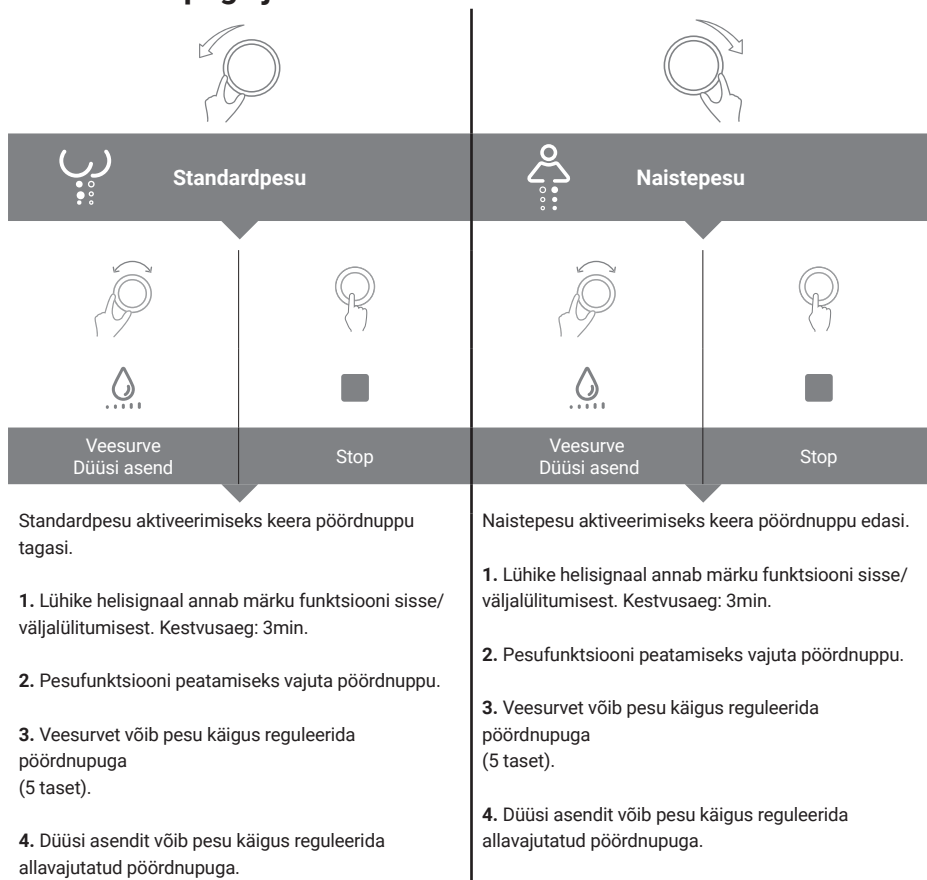 Standardpesu
Veesurve
Düüsi asend
Stop
Standardpesu aktiveerimiseks keera pöördnuppu
tagasi.
1. Lühike helisignaal annab märku funktsiooni sisse/
väljalülitumisest. Kestvusaeg: 3min.
2. Pesufunktsiooni peatamiseks vajuta pöördnuppu.
3. Veesurvet võib pesu käigus reguleerida
pöördnupuga
(5 taset).
4. Düüsi asendit võib pesu käigus reguleerida
allavajutatud pöördnupuga.
Naistepesu
Veesurve
Düüsi asend
Stop
Naistepesu aktiveerimiseks keera pöördnuppu edasi.
1. Lühike helisignaal annab märku funktsiooni sisse/
väljalülitumisest. Kestvusaeg: 3min.
2. Pesufunktsiooni peatamiseks vajuta pöördnuppu.
3. Veesurvet võib pesu käigus reguleerida
pöördnupuga
(5 taset).
4. Düüsi asendit võib pesu käigus reguleerida
allavajutatud pöördnupuga.